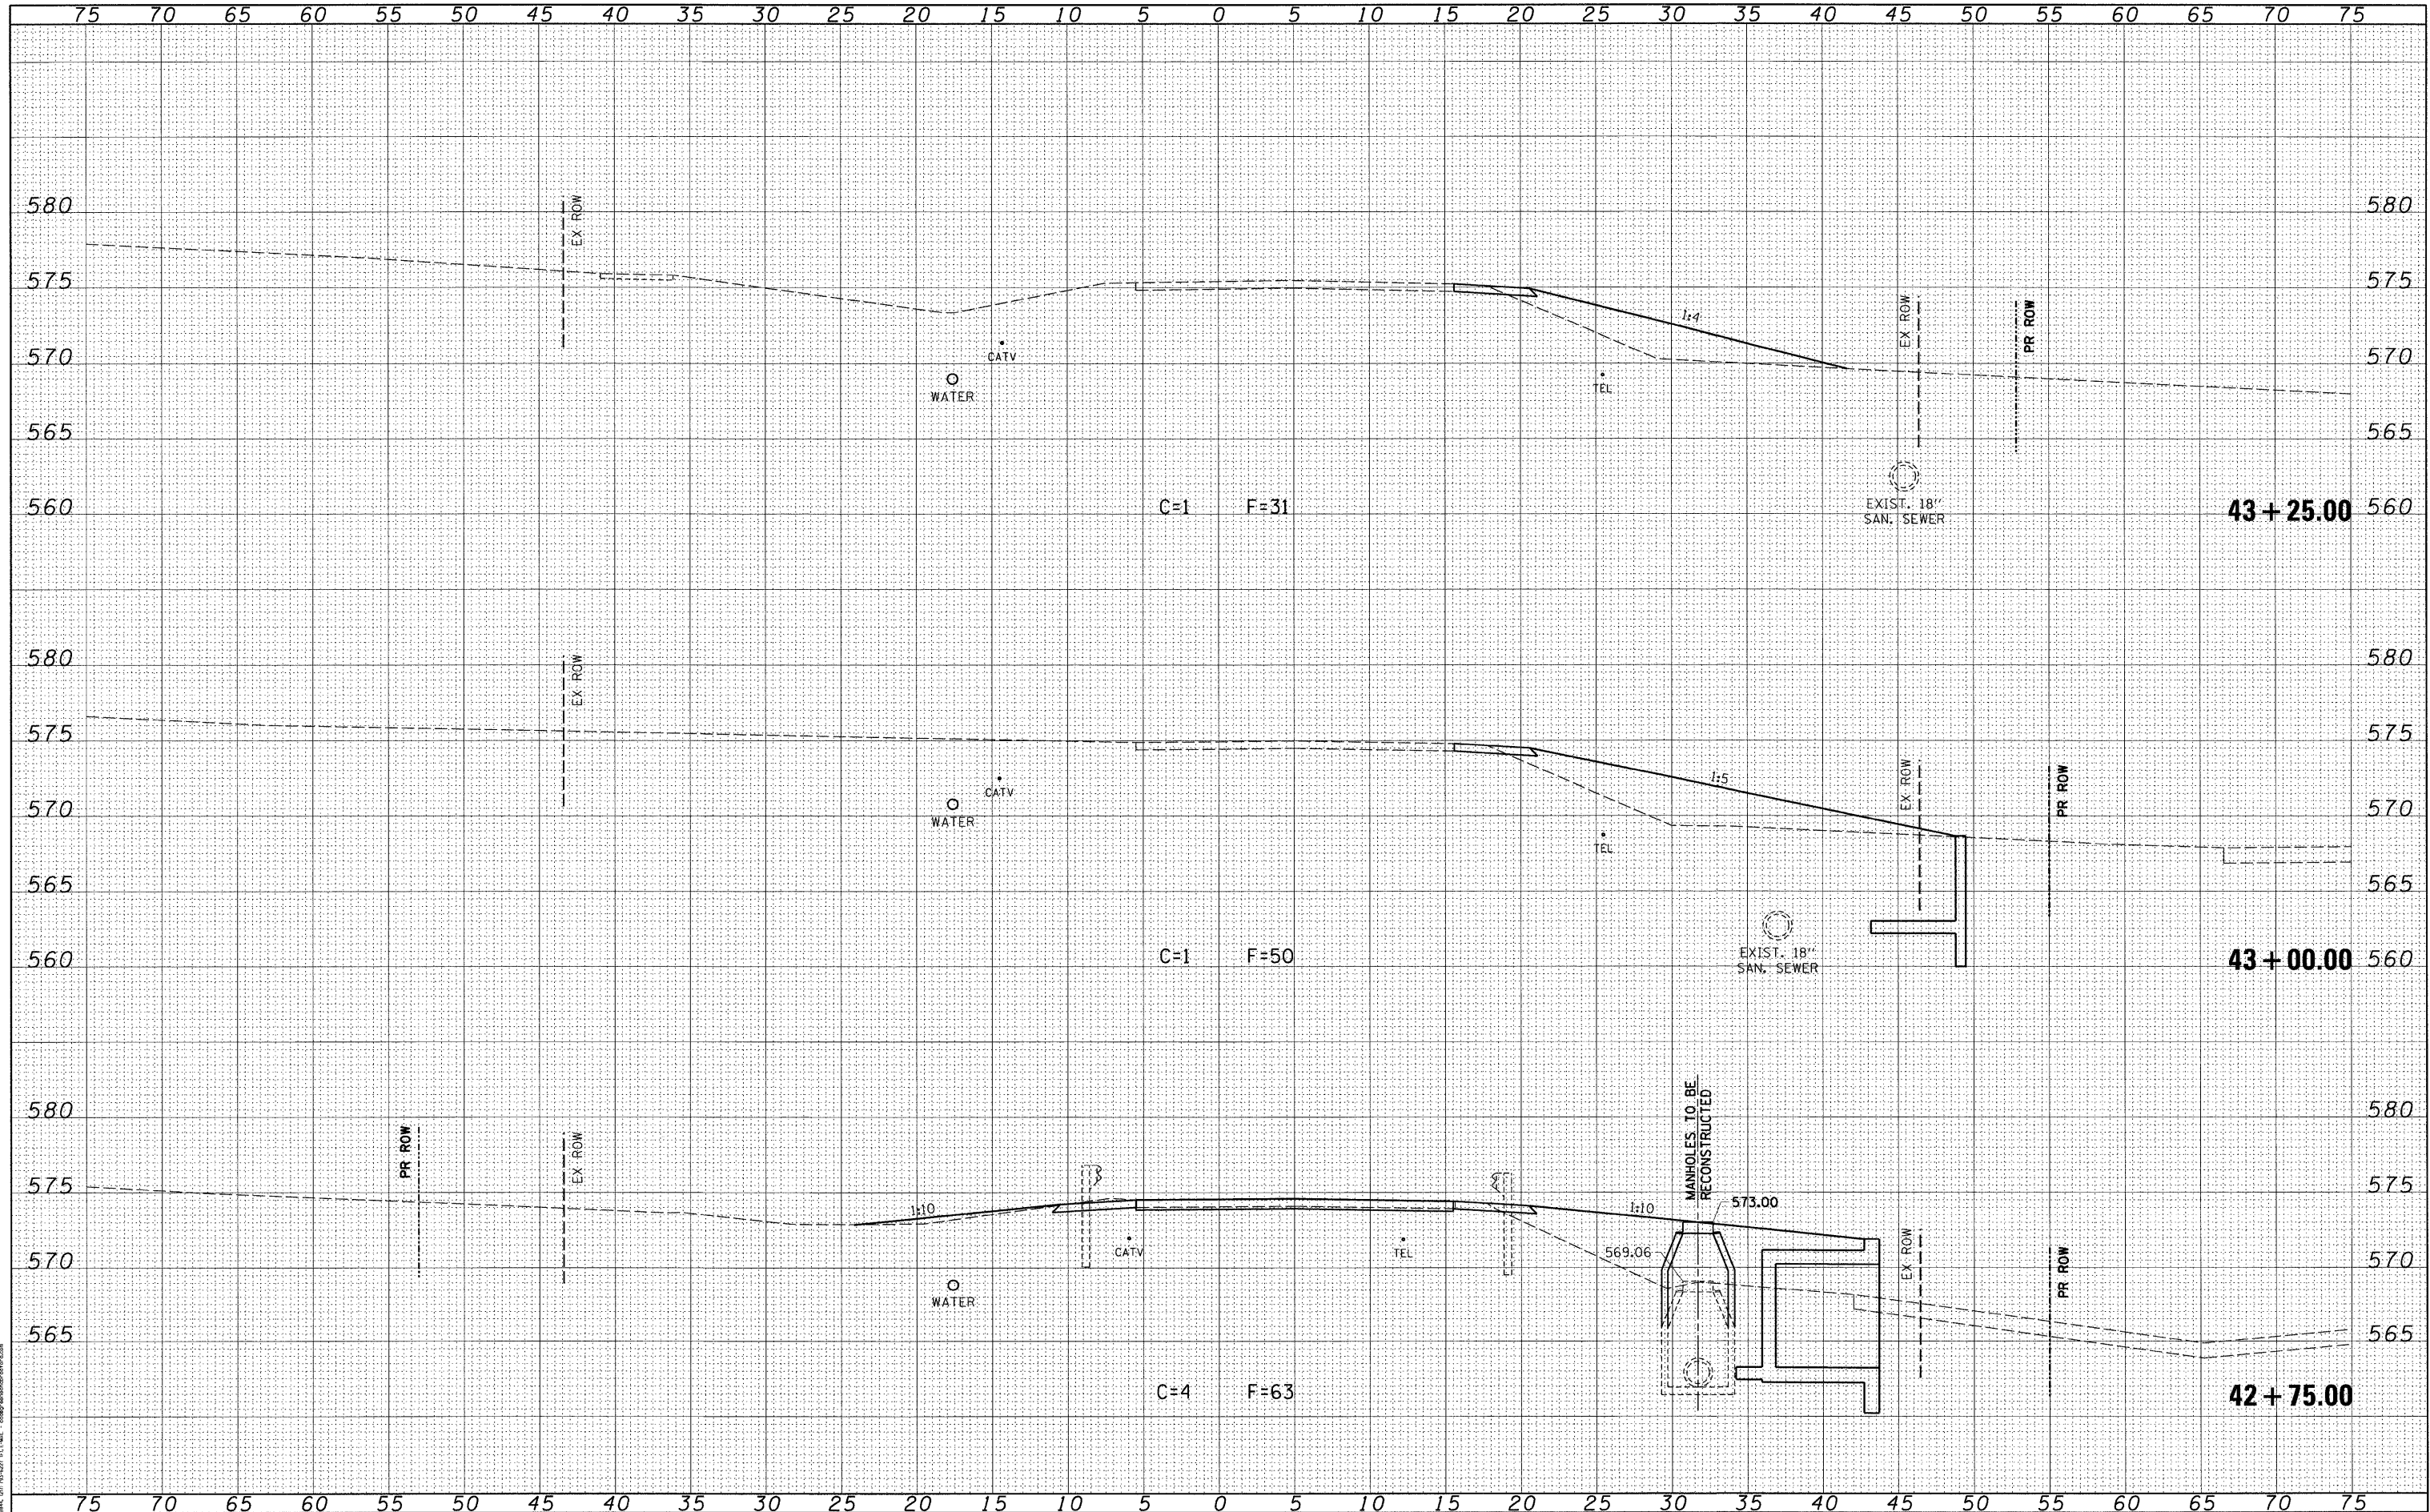 75 70 65 60 55 50 45 40 35 30 25 20 15 10 5 0 5 10 15 20 25 30 35 40 45 50 55 60 65 70 75
580 580
EX ROW
575 575
1:4
EX ROW
PR ROW
570 570
CATV
WATER
TEL
565 565
EXIST. 18"
SAN. SEWER
C=1 F=31
560 43+25.00 560
580 580
EX ROW
575 575
1:5
EX ROW
PR ROW
570 570
CATV
WATER
TEL
565 565
EXIST. 18"
SAN. SEWER
C=1 F=50
560 43+00.00 560
580 580
MANHOLES TO BE
RECONSTRUCTED
PR ROW
EX ROW
575 575
573.00
1:10 1:10
569.06
CATV
TEL
EX ROW
PR ROW
570 570
WATER
565 565
C=4 F=63
42+75.00
75 70 65 60 55 50 45 40 35 30 25 20 15 10 5 0 5 10 15 20 25 30 35 40 45 50 55 60 65 70 75